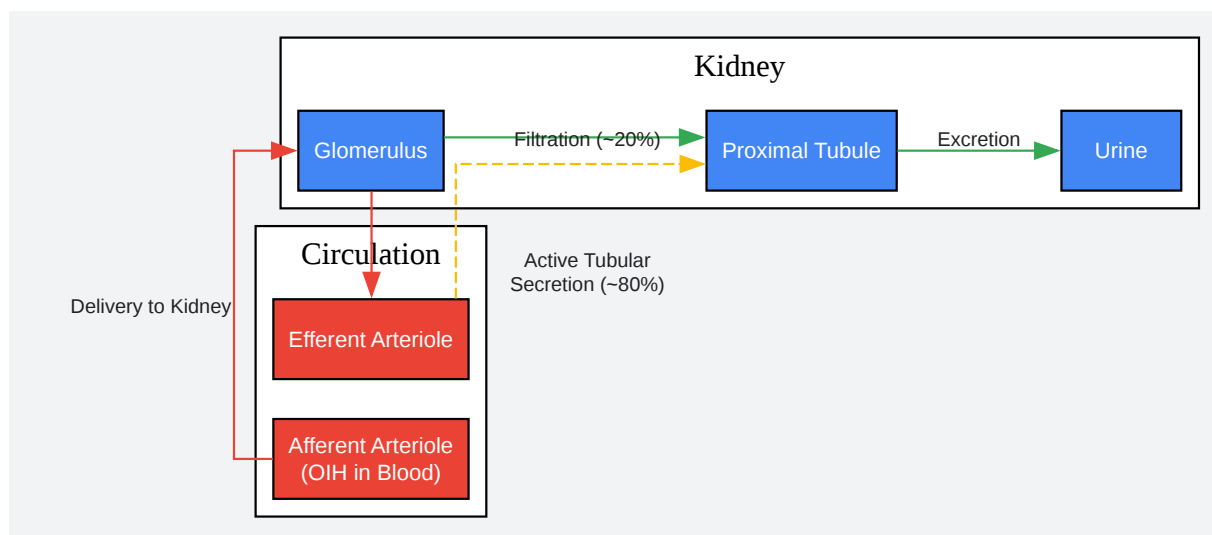 Kidney
Glomerulus
Filtration (~20%)
Proximal Tubule
Excretion
Urine
Circulation
Active Tubular
Secretion (~80%)
Delivery to Kidney
Efferent Arteriole
Afferent Arteriole
(OIH in Blood)